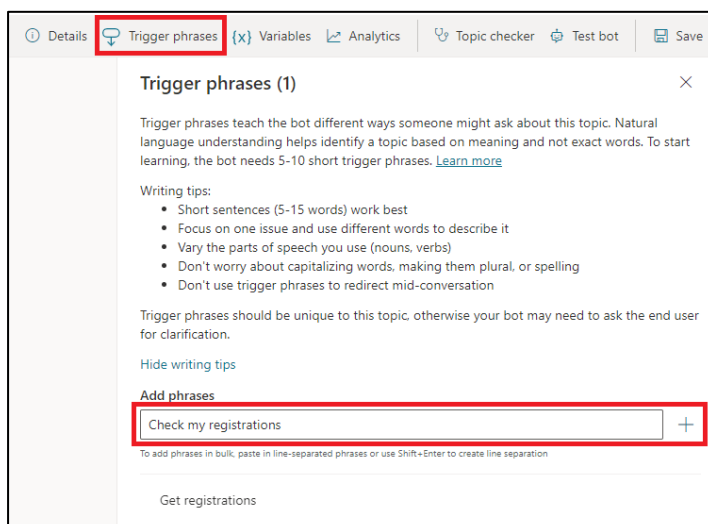 Details Trigger phrases {x} Variables Analytics Topic checker Test bot Save
Trigger phrases (1)
Trigger phrases teach the bot different ways someone might ask about this topic. Natural
language understanding helps identify a topic based on meaning and not exact words. To start
learning, the bot needs 5-10 short trigger phrases. Learn more
Writing tips:
• Short sentences (5-15 words) work best
• Focus on one issue and use different words to describe it
• Vary the parts of speech you use (nouns, verbs)
• Don't worry about capitalizing words, making them plural, or spelling
• Don't use trigger phrases to redirect mid-conversation
Trigger phrases should be unique to this topic, otherwise your bot may need to ask the end user
for clarification.
Hide writing tips
Add phrases
Check my registrations
To add phrases in bulk, paste in line-separated phrases or use Shift+Enter to create line separation
Get registrations